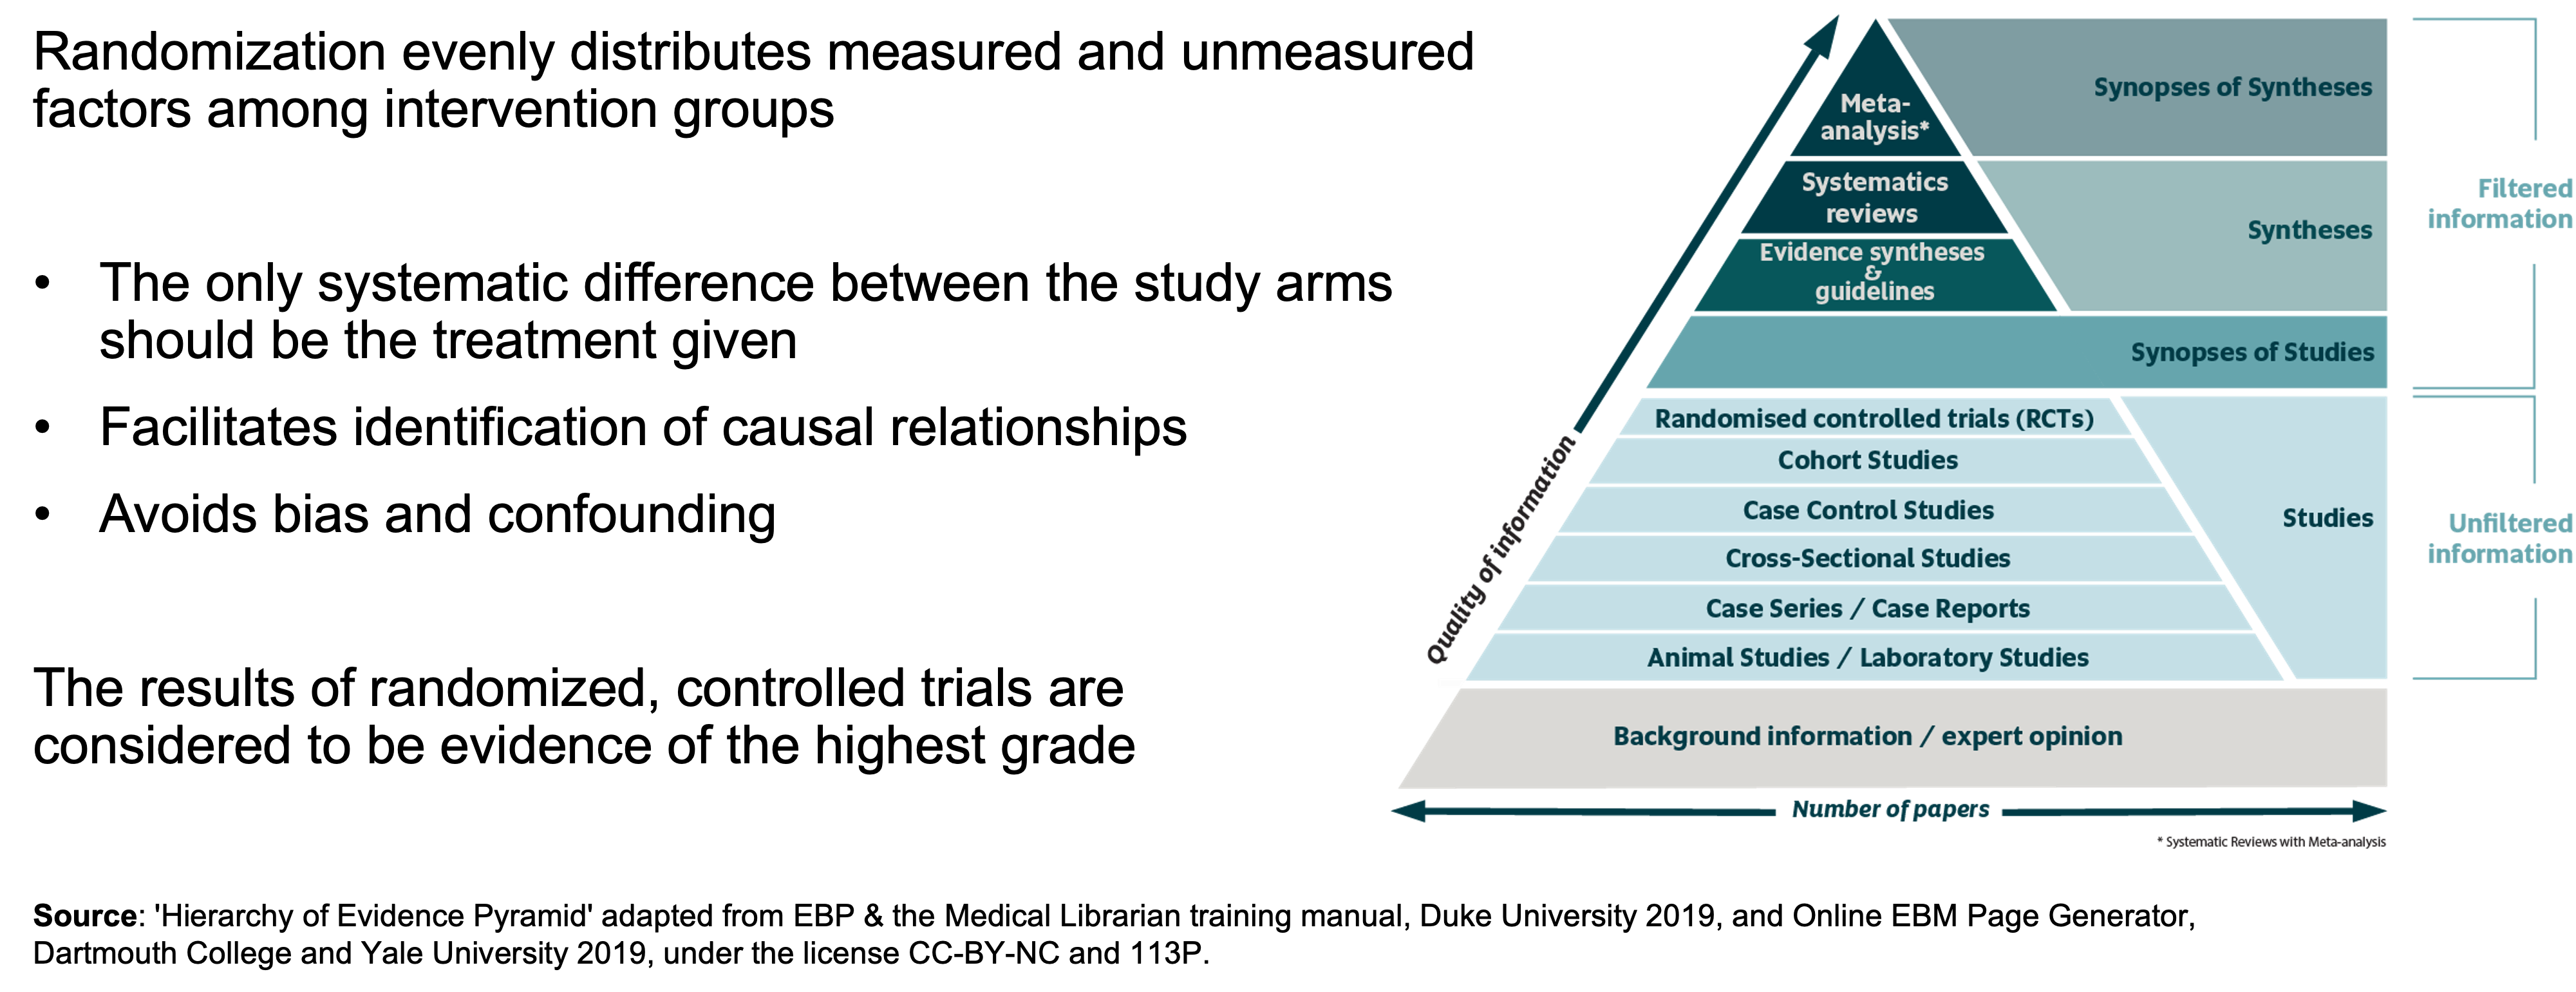 Randomization evenly distributes measured and unmeasured
factors among intervention groups
• The only systematic difference between the study arms
should be the treatment given
• Facilitates identification of causal relationships
• Avoids bias and confounding
The results of randomized, controlled trials are
considered to be evidence of the highest grade
Quality of information
Meta-
analysis*
Synopses of Syntheses
Systematics
reviews
Evidence syntheses
&
guidelines
Syntheses
Synopses of Studies
Filtered
information
Randomised controlled trials (RCTs)
Cohort Studies
Case Control Studies
Cross-Sectional Studies
Case Series / Case Reports
Animal Studies / Laboratory Studies
Studies
Unfiltered
information
Background information / expert opinion
Number of papers
* Systematic Reviews with Meta-analysis
Source: 'Hierarchy of Evidence Pyramid' adapted from EBP & the Medical Librarian training manual, Duke University 2019, and Online EBM Page Generator,
Dartmouth College and Yale University 2019, under the license CC-BY-NC and 113P.